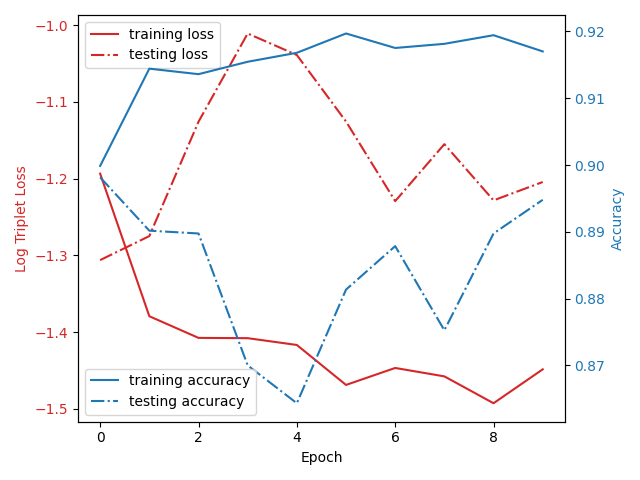 training loss
testing loss
training accuracy
testing accuracy
−1.0
−1.1
−1.2
−1.3
−1.4
−1.5
Log Triplet Loss
0.92
0.91
0.90
0.89
0.88
0.87
Accuracy
0 2 4 6 8
Epoch